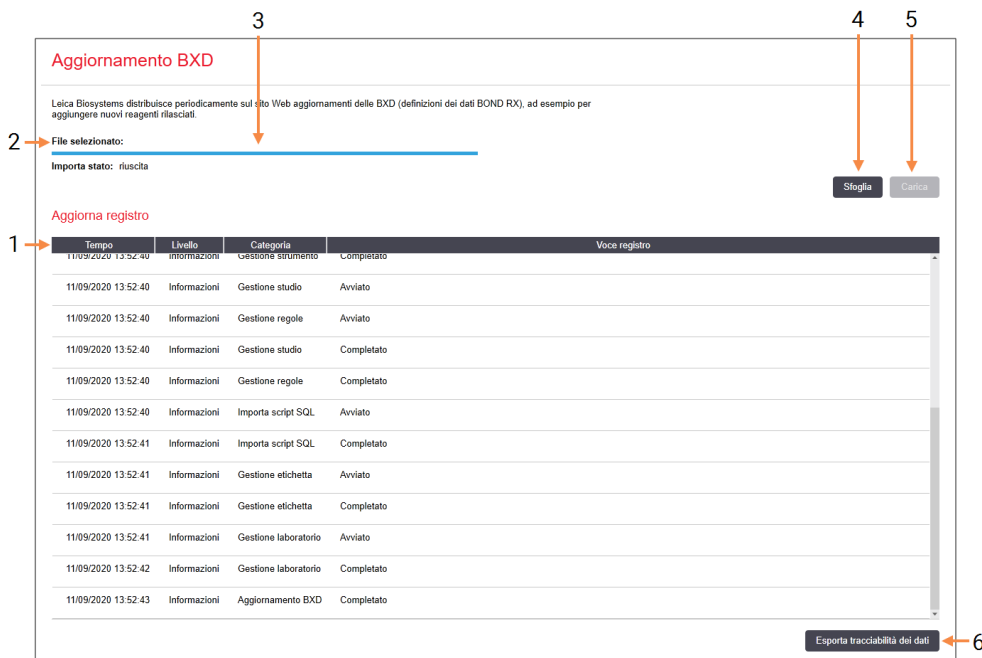 3
4
5
Aggiornamento BXD
Leica Biosystems distribuisce periodicamente sul sito Web aggiornamenti delle BXD (definizioni dei dati BOND RX), ad esempio per
aggiungere nuovi reagenti rilasciati.
2
File selezionato:
Importa stato: riuscita
Sfoglia
Carica
Aggiorna registro
1
Tempo Livello Categoria Voce registro
11/09/2020 13:52:40 Informazioni Gestione strumento Completato
11/09/2020 13:52:40 Informazioni Gestione studio Avviato
11/09/2020 13:52:40 Informazioni Gestione regole Avviato
11/09/2020 13:52:40 Informazioni Gestione studio Completato
11/09/2020 13:52:40 Informazioni Gestione regole Completato
11/09/2020 13:52:40 Informazioni Importa script SQL Avviato
11/09/2020 13:52:41 Informazioni Importa script SQL Completato
11/09/2020 13:52:41 Informazioni Gestione etichetta Avviato
11/09/2020 13:52:41 Informazioni Gestione etichetta Completato
11/09/2020 13:52:41 Informazioni Gestione laboratorio Avviato
11/09/2020 13:52:42 Informazioni Gestione laboratorio Completato
11/09/2020 13:52:43 Informazioni Aggiornamento BXD Completato
Esporta tracciabilità dei dati
6